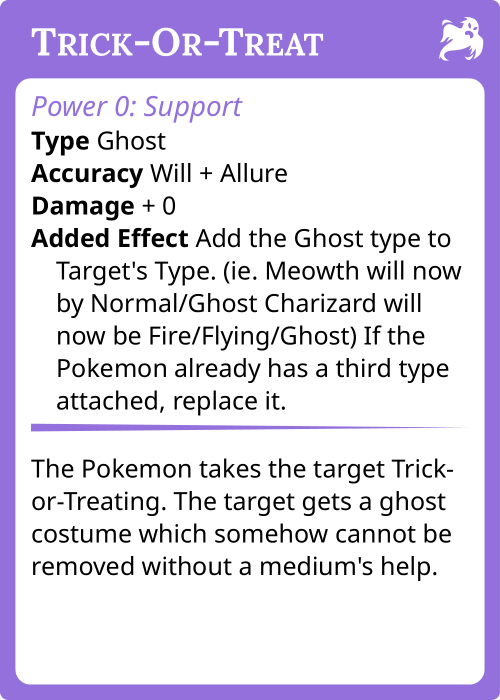 Trick-Or-Treat
Power 0: Support
Type Ghost
Accuracy Will + Allure
Damage + 0
Added Effect Add the Ghost type to
Target's Type. (ie. Meowth will now
by Normal/Ghost Charizard will
now be Fire/Flying/Ghost) If the
Pokemon already has a third type
attached, replace it.
The Pokemon takes the target Trick-
or-Treating. The target gets a ghost
costume which somehow cannot be
removed without a medium's help.